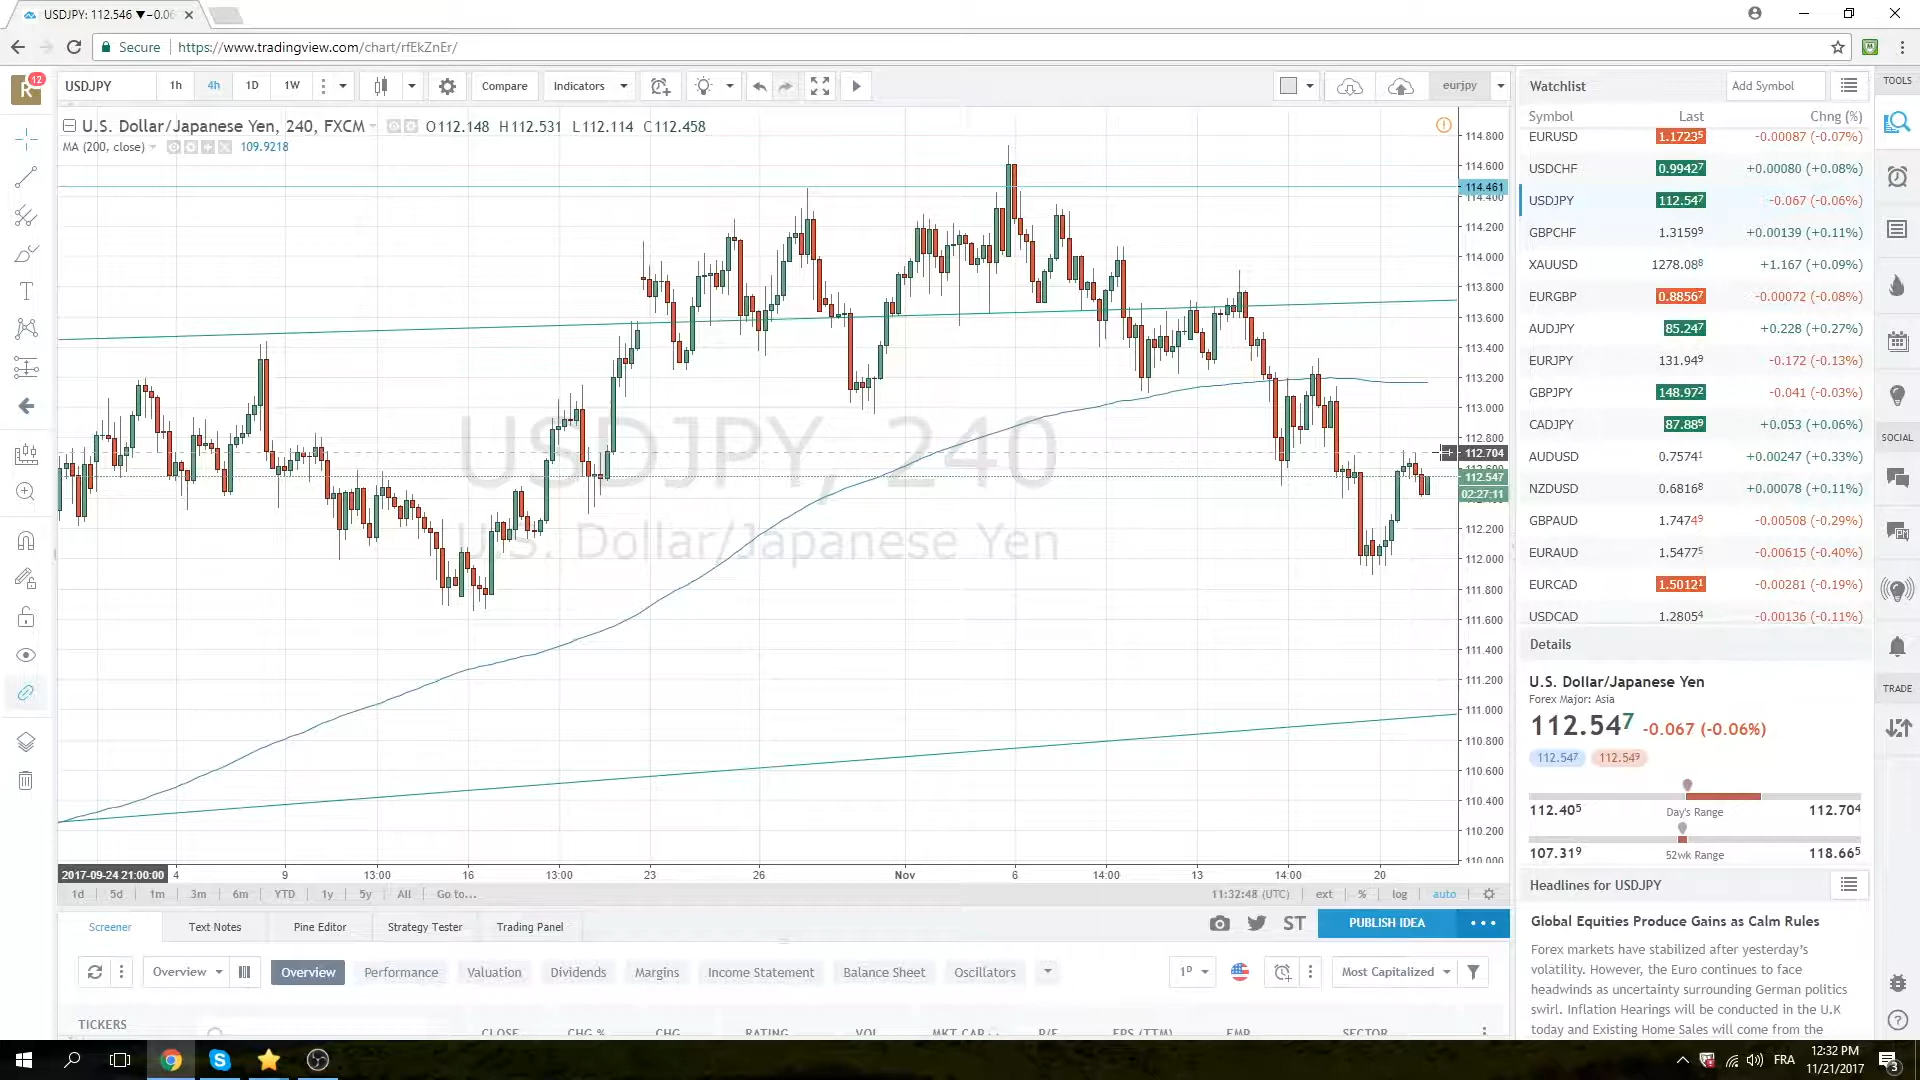 USDJPY: 112.546 ▼−0.06
Secure https://www.tradingview.com/chart/rfEkZnEr/
R 12
USDJPY 1h 4h 1D 1W Compare Indicators eurjpy
U.S. Dollar/Japanese Yen, 240, FXCM O112.148 H112.531 L112.114 C112.458
MA (200, close) 109.9218
USDJPY, 240
U.S. Dollar/Japanese Yen
114.800
114.600
114.461
114.400
114.200
114.000
113.800
113.600
113.400
113.200
113.000
112.800
112.704
112.547
02:27:11
112.200
112.000
111.800
111.600
111.400
111.200
111.000
110.800
110.600
110.400
110.200
110.000
2017-09-24 21:00:00 4 9 13:00 16 13:00 23 26 Nov 6 14:00 13 14:00 20
1d 5d 1m 3m 6m YTD 1y 5y All Go to... 11:32:48 (UTC) ext % log auto
Screener Text Notes Pine Editor Strategy Tester Trading Panel ST PUBLISH IDEA
Overview Overview Performance Valuation Dividends Margins Income Statement Balance Sheet Oscillators 1D Most Capitalized
TICKERS CLOSE CHG % CHG RATING VOL MKT CAP P/E EPS (TTM) EMP SECTOR
Watchlist Add Symbol
Symbol Last Chng (%)
EURUSD 1.17235 -0.00087 (-0.07%)
USDCHF 0.99427 +0.00080 (+0.08%)
USDJPY 112.547 -0.067 (-0.06%)
GBPCHF 1.31599 +0.00139 (+0.11%)
XAUUSD 1278.088 +1.167 (+0.09%)
EURGBP 0.88567 -0.00072 (-0.08%)
AUDJPY 85.247 +0.228 (+0.27%)
EURJPY 131.949 -0.172 (-0.13%)
GBPJPY 148.972 -0.041 (-0.03%)
CADJPY 87.889 +0.053 (+0.06%)
AUDUSD 0.75741 +0.00247 (+0.33%)
NZDUSD 0.68168 +0.00078 (+0.11%)
GBPAUD 1.74749 -0.00508 (-0.29%)
EURAUD 1.54775 -0.00615 (-0.40%)
EURCAD 1.50121 -0.00281 (-0.19%)
USDCAD 1.28054 -0.00136 (-0.11%)
Details
U.S. Dollar/Japanese Yen
Forex Major: Asia
112.547 -0.067 (-0.06%)
112.547 112.549
112.405 Day's Range 112.704
107.319 52wk Range 118.665
Headlines for USDJPY
Global Equities Produce Gains as Calm Rules
Forex markets have stabilized after yesterday's
volatility. However, the Euro continues to face
headwinds as uncertainty surrounding German politics
swirl. Inflation Hearings will be conducted in the U.K
today and Existing Home Sales will come from the
TOOLS
SOCIAL
TRADE
FRA
12:32 PM
11/21/2017
3